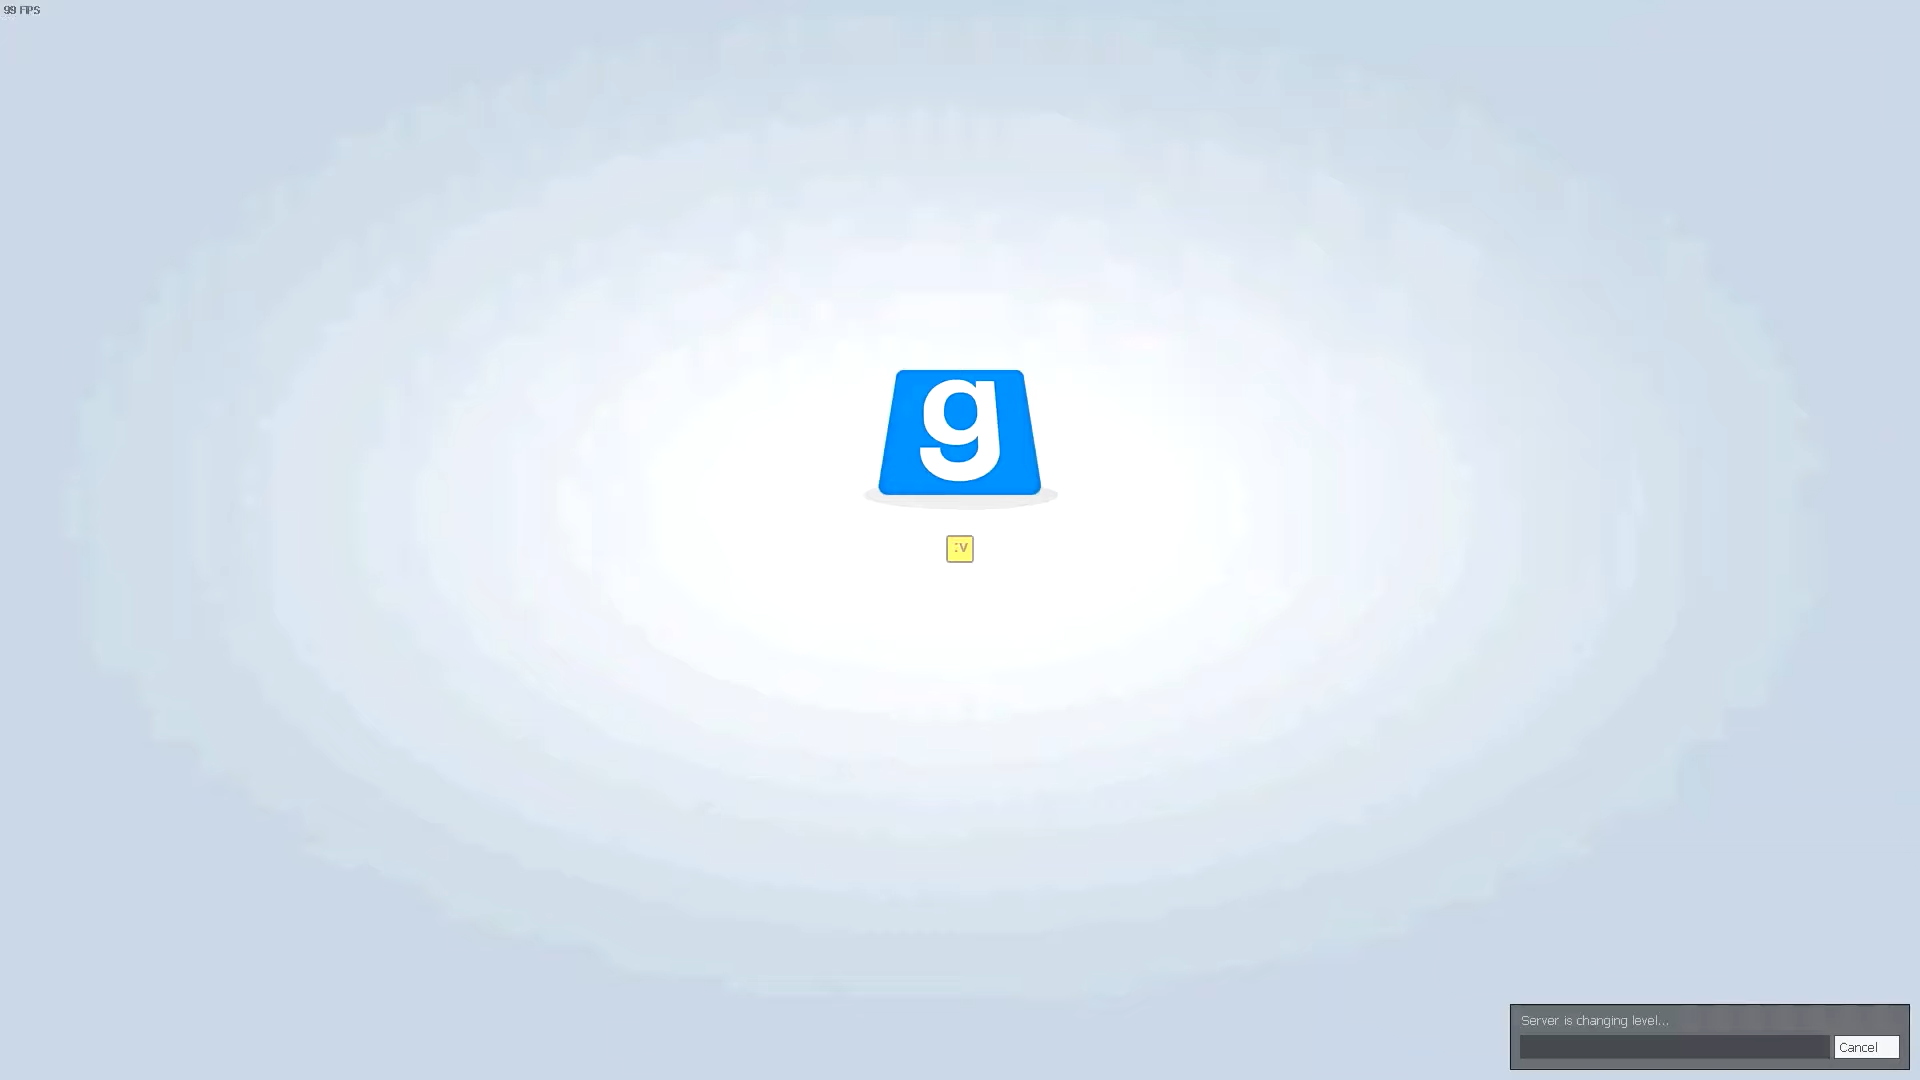 99 FPS
g
:v
Server is changing level...
Cancel